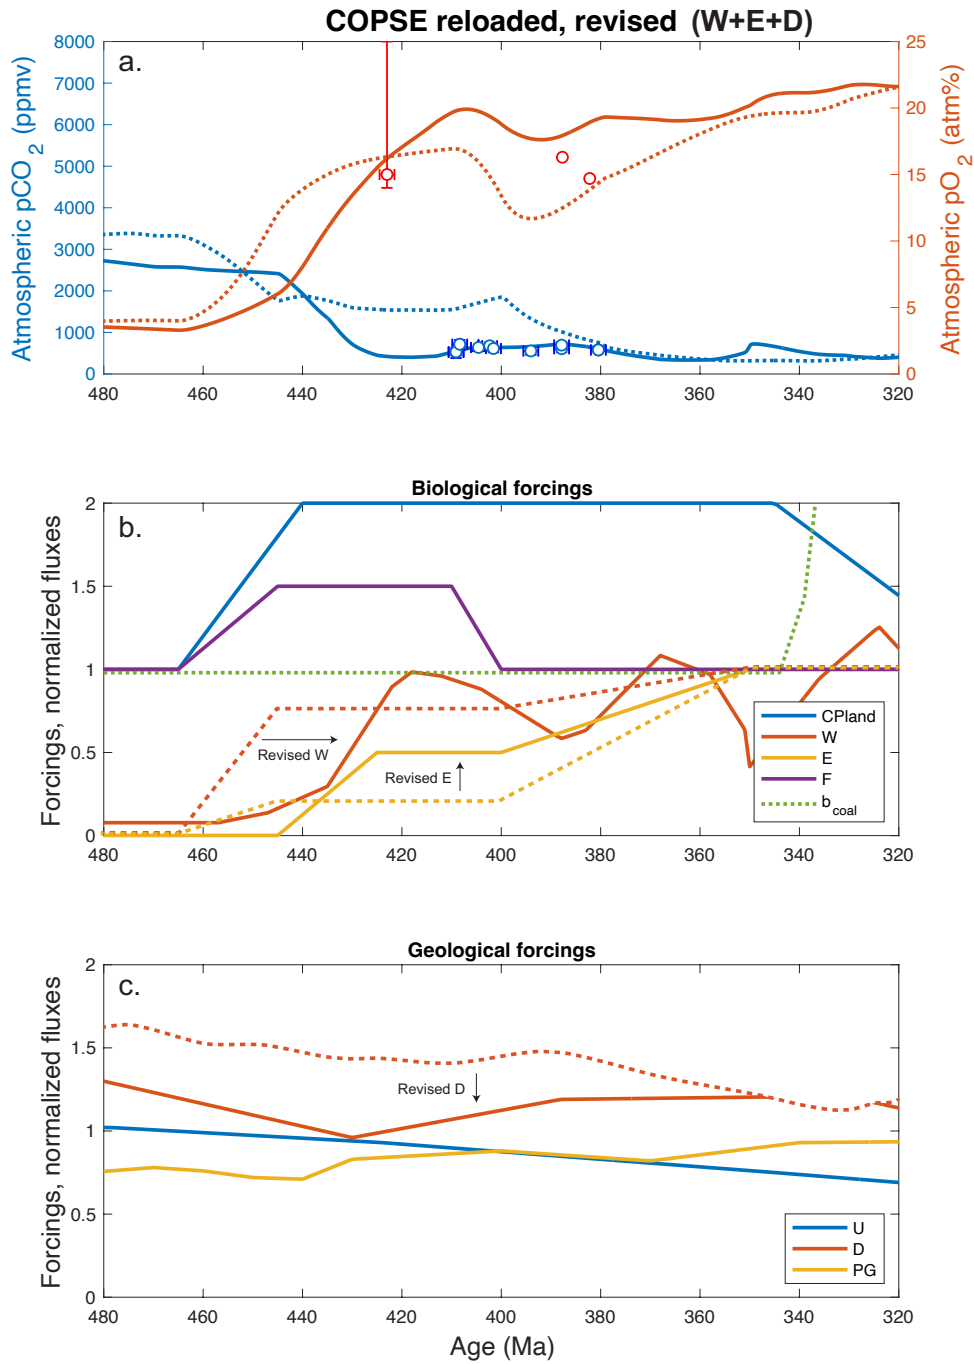 COPSE reloaded, revised (W+E+D)
a.
Atmospheric pCO2 (ppmv)
8000
7000
6000
5000
4000
3000
2000
1000
0
25
20
15
10
5
0
Atmospheric pO2 (atm%)
480 460 440 420 400 380 360 340 320
Biological forcings
b.
Forcings, normalized fluxes
2
1.5
1
0.5
0
Revised W
Revised E
CPland
W
E
F
b coal
480 460 440 420 400 380 360 340 320
Geological forcings
c.
Forcings, normalized fluxes
2
1.5
1
0.5
0
Revised D
U
D
PG
480 460 440 420 400 380 360 340 320
Age (Ma)